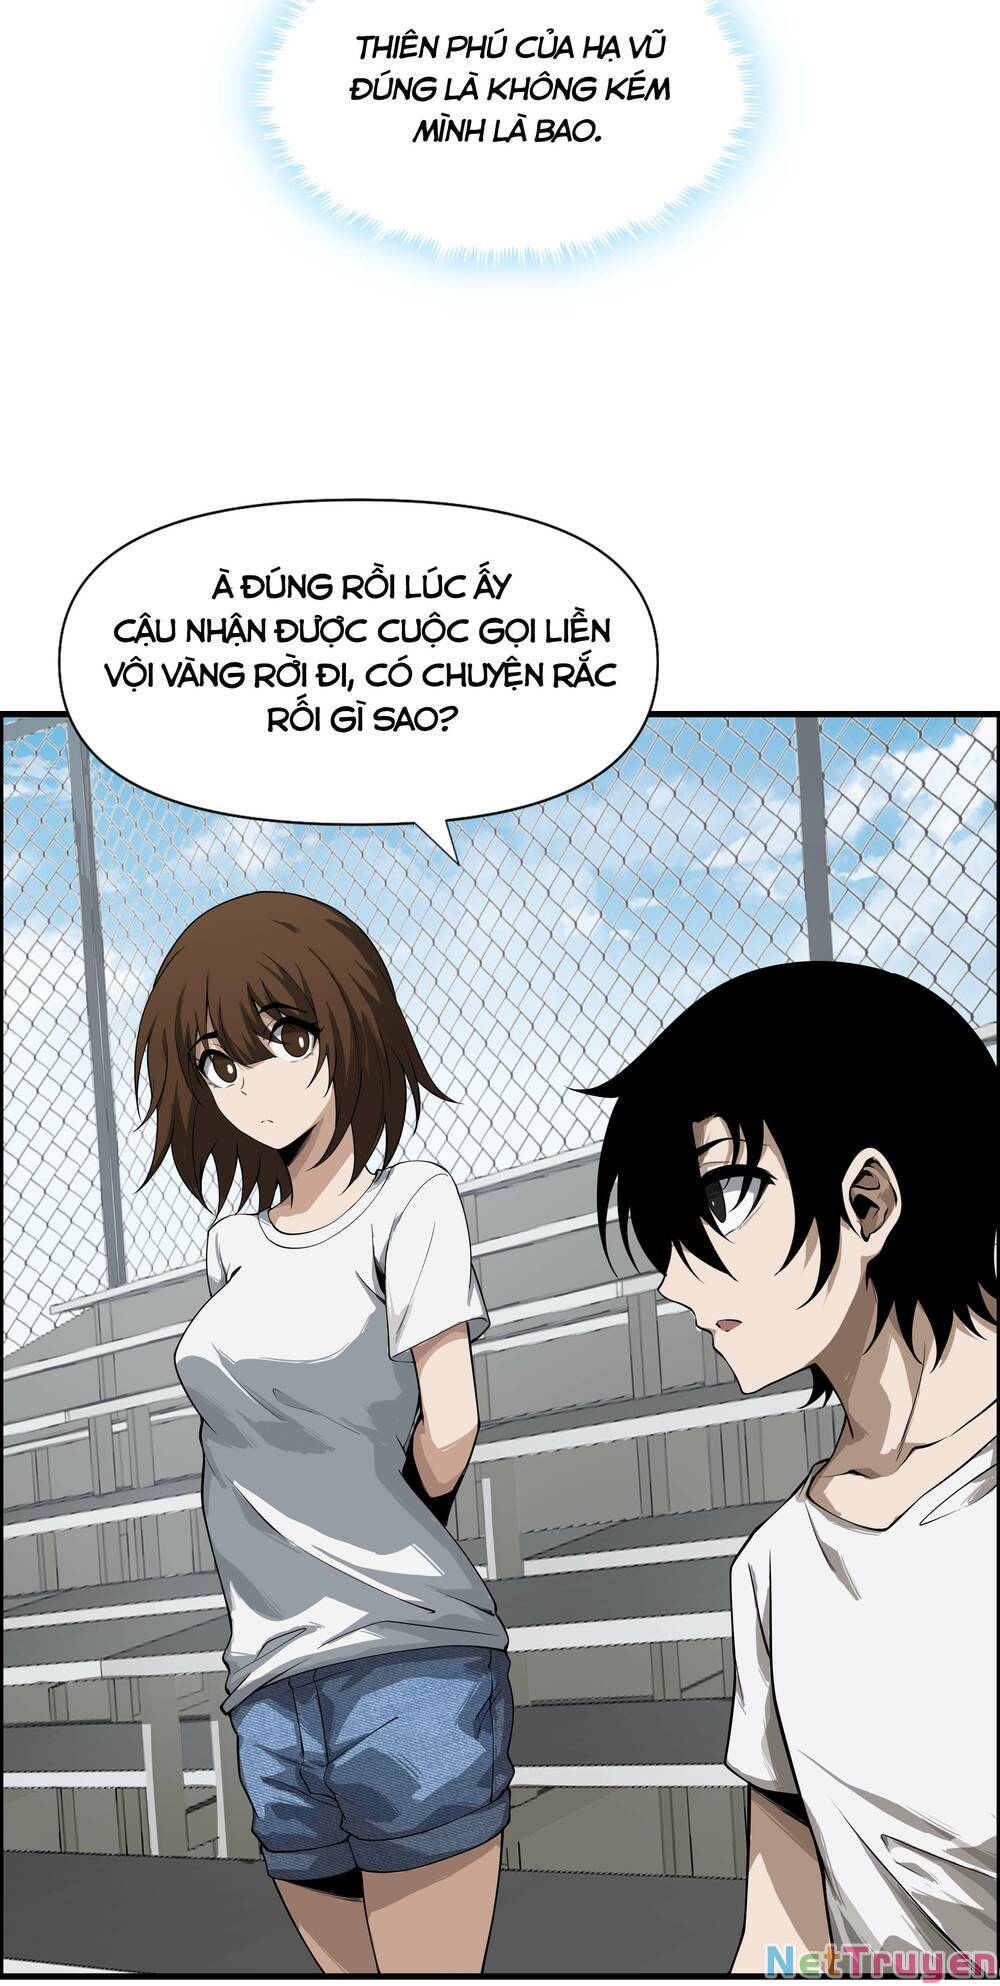 THIÊN PHÚ CỦA HẠ VŨ
ĐÚNG LÀ KHÔNG KÉM
MÌNH LÀ BAO.
À ĐÚNG RỒI LÚC ẤY
CẬU NHẬN ĐƯỢC CUỘC GỌI LIỀN
VỘI VÀNG RỜI ĐI, CÓ CHUYỆN RẮC
RỐI GÌ SAO?
NetTruyen